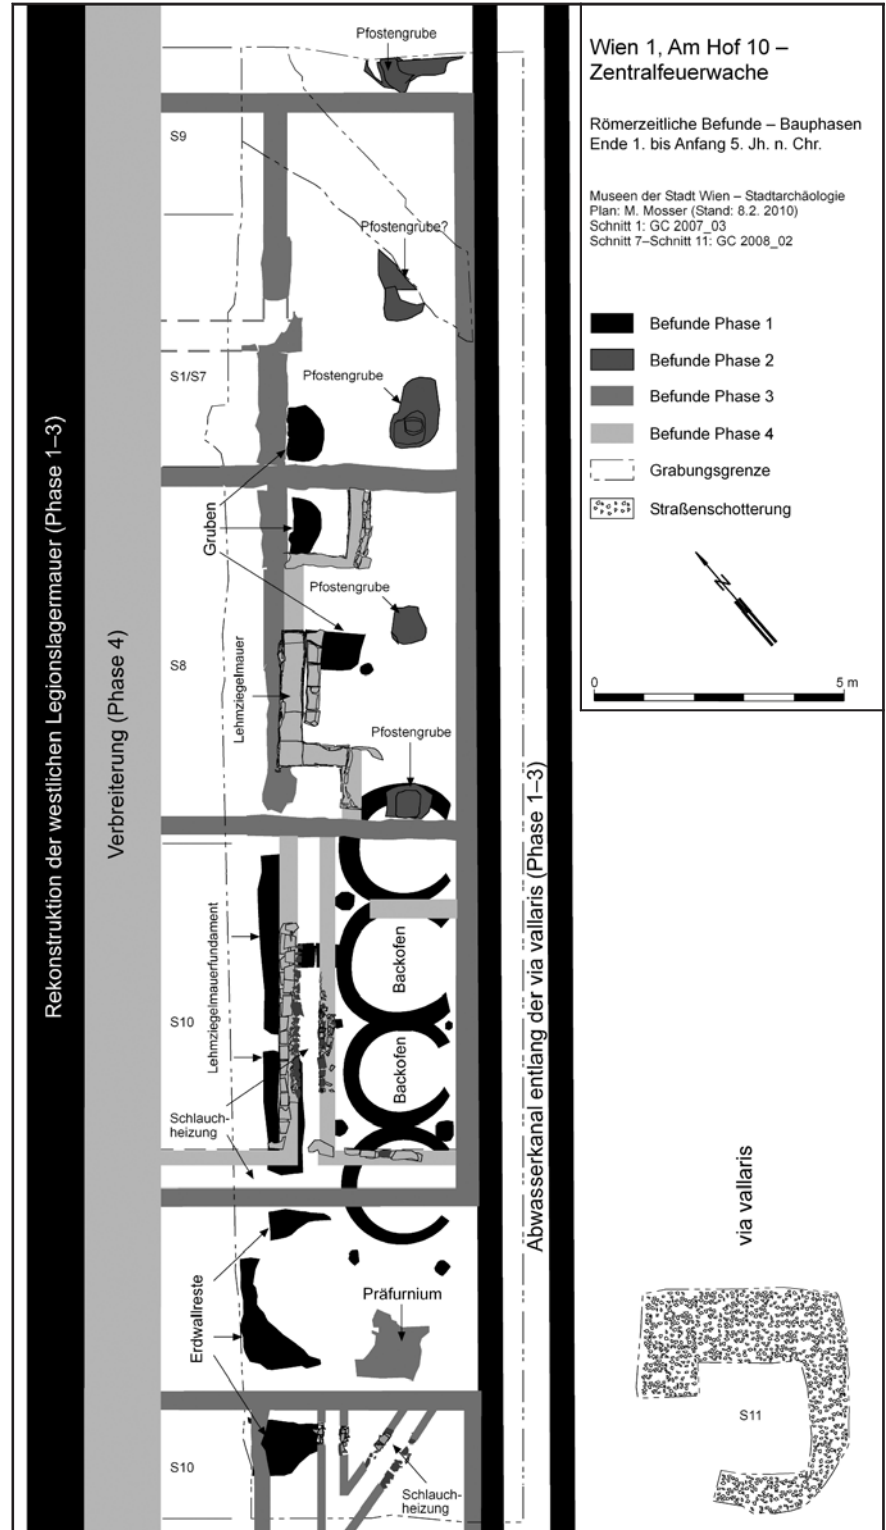 Wien 1, Am Hof 10 –
Zentralfeuerwache
Römerzeitliche Befunde – Bauphasen
Ende 1. bis Anfang 5. Jh. n. Chr.
Museen der Stadt Wien – Stadtarchäologie
Plan: M. Mosser (Stand: 8.2. 2010)
Schnitt 1: GC 2007_03
Schnitt 7–Schnitt 11: GC 2008_02
Befunde Phase 1
Befunde Phase 2
Befunde Phase 3
Befunde Phase 4
Grabungsgrenze
Straßenschotterung
N
0
5 m
Rekonstruktion der westlichen Legionslagermauer (Phase 1–3)
Verbreiterung (Phase 4)
Pfostengrube
S9
Pfostengrube?
S1/S7
Pfostengrube
Gruben
Pfostengrube
S8
Lehmziegelmauer
Pfostengrube
Lehmziegelmauerfundament
Backofen
S10
Backofen
Schlauch-
heizung
Abwasserkanal entlang der via vallaris (Phase 1–3)
Erdwallreste
Präfurnium
S10
Schlauch-
heizung
via vallaris
S11